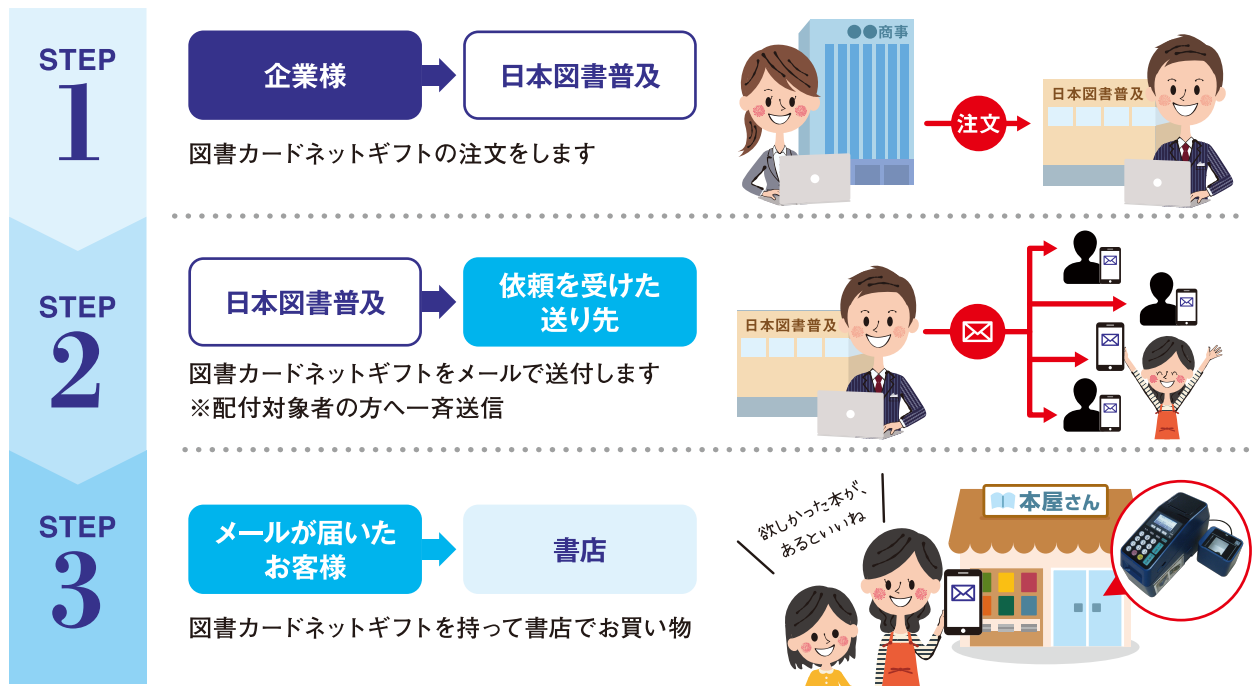 STEP
1
企業様
日本図書普及
図書カードネットギフトの注文をします
●●商事
注文
日本図書普及
STEP
2
日本図書普及
依頼を受けた
送り先
図書カードネットギフトをメールで送付します
※配付対象者の方へ一斉送信
日本図書普及
STEP
3
メールが届いた
お客様
書店
図書カードネットギフトを持って書店でお買い物
欲しかった本が、
あるといいね
本屋さん